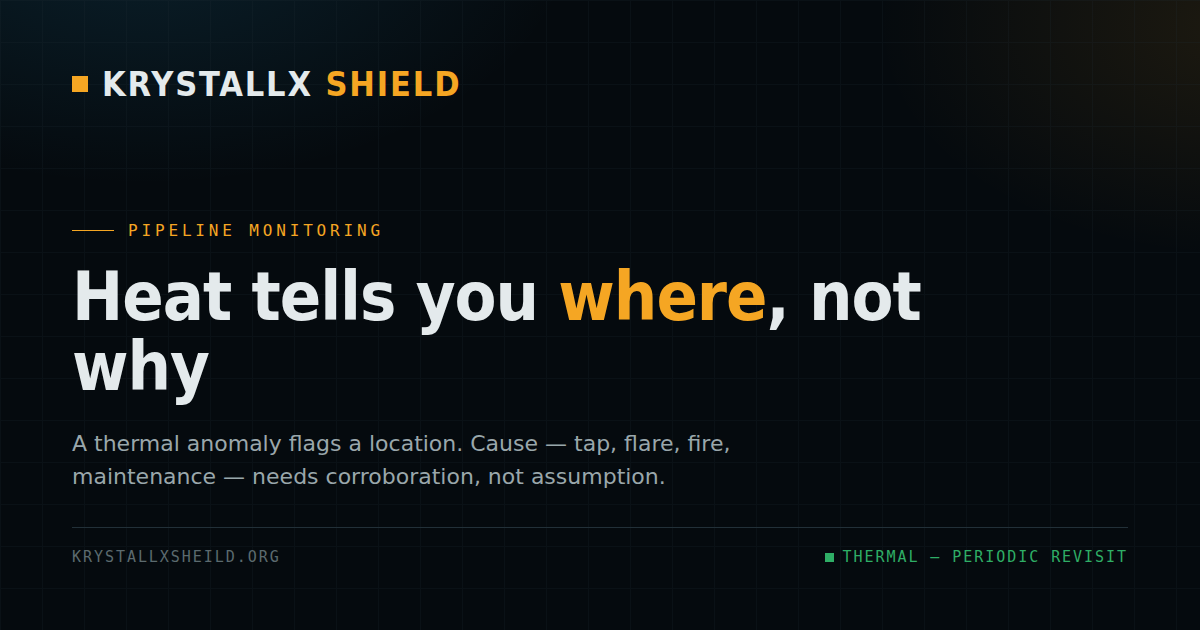 KRYSTALLX SHIELD
PIPELINE MONITORING
Heat tells you where, not
why
A thermal anomaly flags a location. Cause — tap, flare, fire,
maintenance — needs corroboration, not assumption.
KRYSTALLXSHEILD.ORG
THERMAL — PERIODIC REVISIT